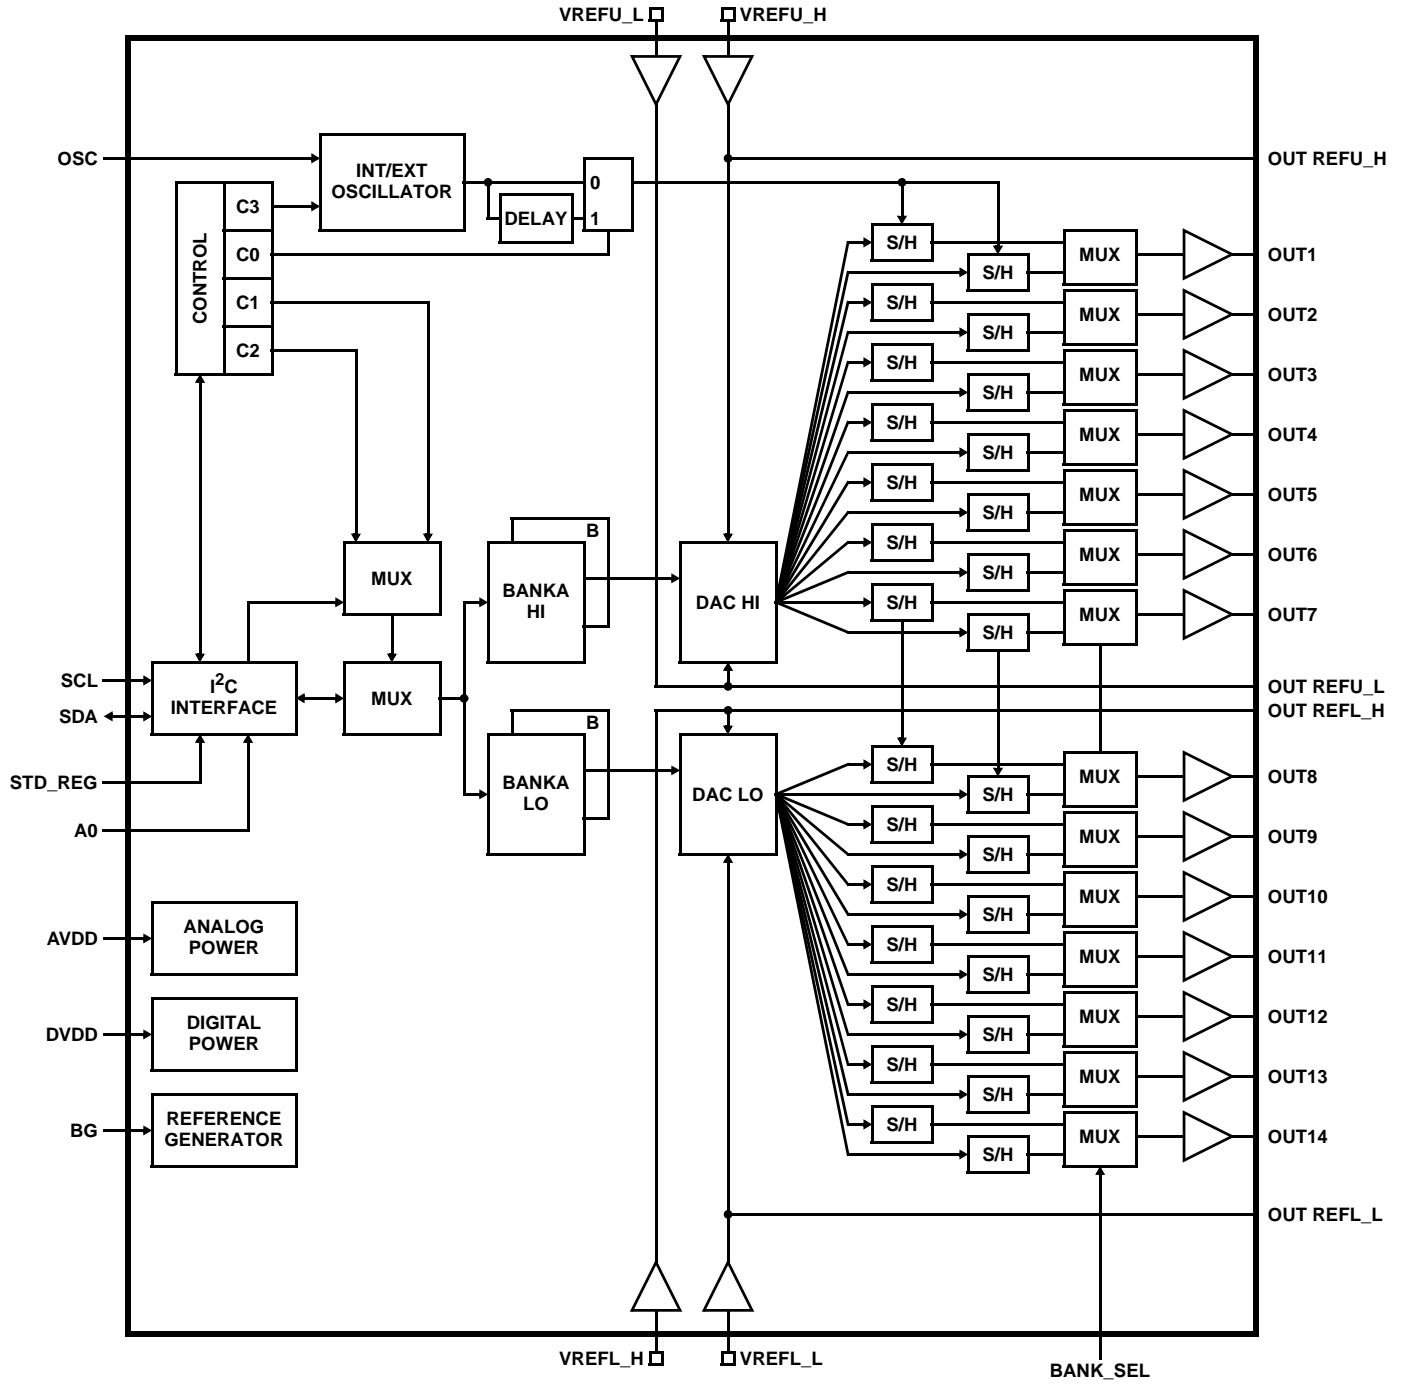 VREFU_L
VREFU_H
OSC
INT/EXT
OSCILLATOR
0
1
DELAY
OUT REFU_H
CONTROL
C3
C0
C1
C2
S/H
S/H
MUX
OUT1
S/H
S/H
MUX
OUT2
S/H
S/H
MUX
OUT3
S/H
S/H
MUX
OUT4
S/H
S/H
MUX
OUT5
S/H
S/H
MUX
OUT6
S/H
S/H
MUX
OUT7
MUX
B
BANKA
HI
DAC HI
SCL
SDA
I2C
INTERFACE
MUX
OUT REFU_L
OUT REFL_H
STD_REG
A0
B
BANKA
LO
DAC LO
S/H
S/H
MUX
OUT8
S/H
S/H
MUX
OUT9
S/H
S/H
MUX
OUT10
S/H
S/H
MUX
OUT11
S/H
S/H
MUX
OUT12
S/H
S/H
MUX
OUT13
S/H
S/H
MUX
OUT14
AVDD
ANALOG
POWER
DVDD
DIGITAL
POWER
BG
REFERENCE
GENERATOR
OUT REFL_L
VREFL_H
VREFL_L
BANK_SEL